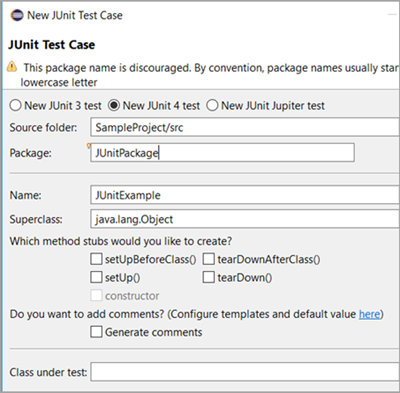 New JUnit Test Case
JUnit Test Case
This package name is discouraged. By convention, package names usually star
lowercase letter
New JUnit 3 test New JUnit 4 test New JUnit Jupiter test
Source folder: SampleProject/src
Package: JUnitPackage
Name: JUnitExample
Superclass: java.lang.Object
Which method stubs would you like to create?
setUpBeforeClass() tearDownAfterClass()
setUp() tearDown()
constructor
Do you want to add comments? (Configure templates and default value here)
Generate comments
Class under test: